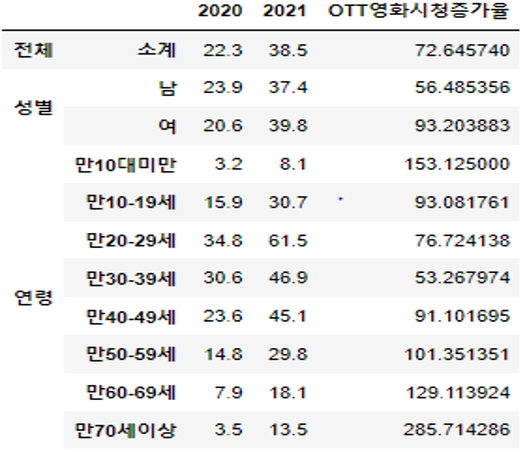 2020 2021 OTT영화시청증가율
전체 소계 22.3 38.5 72.645740
성별 남 23.9 37.4 56.485356
여 20.6 39.8 93.203883
연령 만10대미만 3.2 8.1 153.125000
만10-19세 15.9 30.7 93.081761
만20-29세 34.8 61.5 76.724138
만30-39세 30.6 46.9 53.267974
만40-49세 23.6 45.1 91.101695
만50-59세 14.8 29.8 101.351351
만60-69세 7.9 18.1 129.113924
만70세이상 3.5 13.5 285.714286